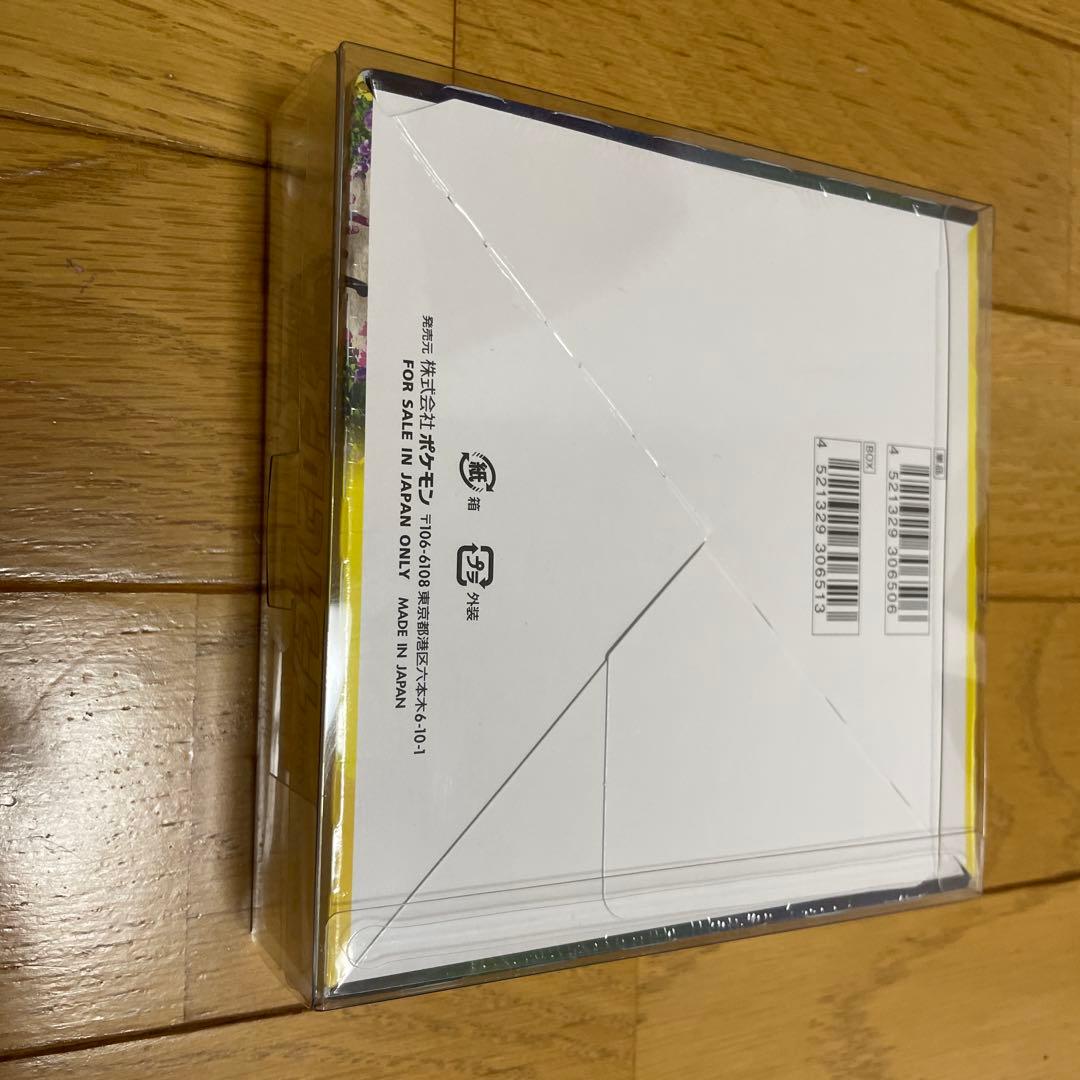 発売元 株式会社 ポケモン 〒106-6108 東京都港区六本木6-10-1
FOR SALE IN JAPAN ONLY MADE IN JAPAN
紙 箱
プラ 外装
単品
4 521329 306506
BOX
4 521329 306513